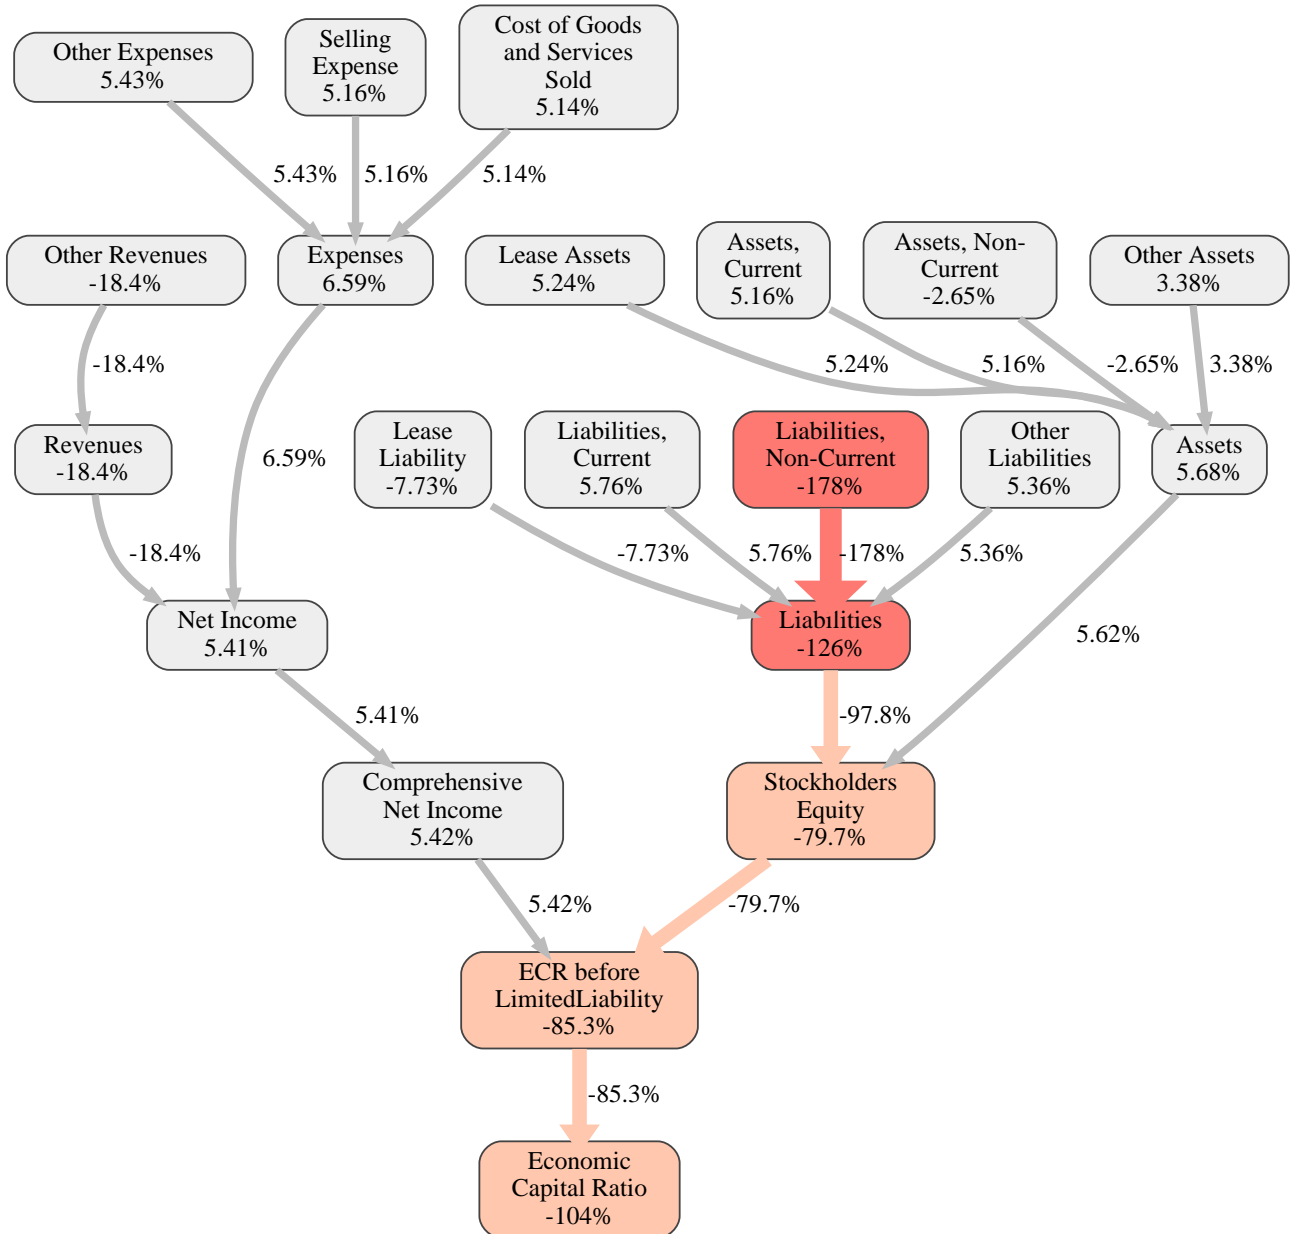 Other Expenses
5.43%
Selling
Expense
5.16%
Cost of Goods
and Services
Sold
5.14%
5.43%
5.16%
5.14%
Other Revenues
-18.4%
Expenses
6.59%
Lease Assets
5.24%
Assets,
Current
5.16%
Assets, Non-
Current
-2.65%
Other Assets
3.38%
-18.4%
5.24%
5.16%
-2.65%
3.38%
Revenues
-18.4%
6.59%
Lease
Liability
-7.73%
Liabilities,
Current
5.76%
Liabilities,
Non-Current
-178%
Other
Liabilities
5.36%
Assets
5.68%
-18.4%
-7.73%
5.76%
-178%
5.36%
Net Income
5.41%
Liabilities
-126%
5.62%
5.41%
-97.8%
Comprehensive
Net Income
5.42%
Stockholders
Equity
-79.7%
5.42%
-79.7%
ECR before
LimitedLiability
-85.3%
-85.3%
Economic
Capital Ratio
-104%